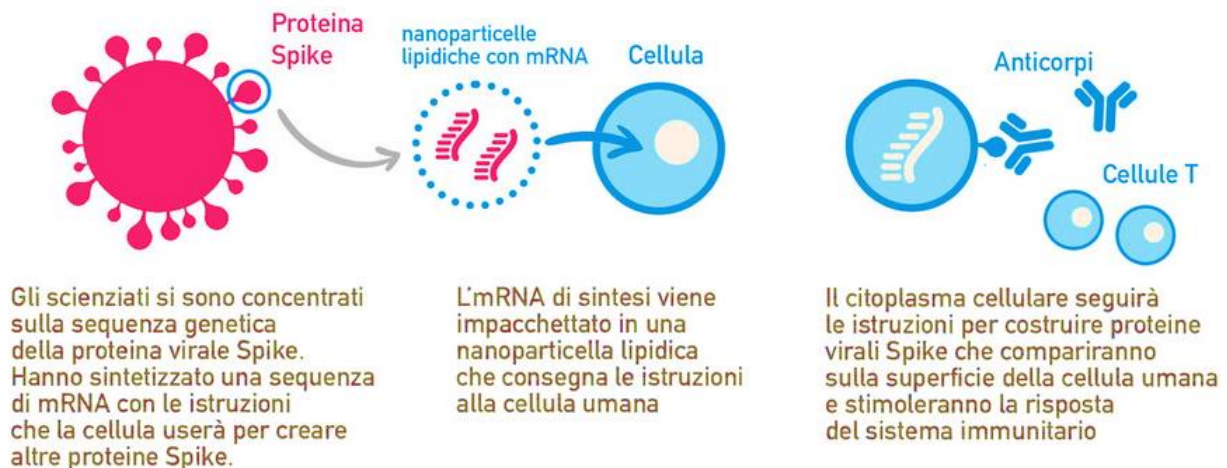 Proteina
Spike
nanoparticelle
lipidiche con mRNA
Cellula
Anticorpi
Cellule T
Gli scienziati si sono concentrati
sulla sequenza genetica
della proteina virale Spike.
Hanno sintetizzato una sequenza
di mRNA con le istruzioni
che la cellula userà per creare
altre proteine Spike.
L'mRNA di sintesi viene
impacchettato in una
nanoparticella lipidica
che consegna le istruzioni
alla cellula umana
Il citoplasma cellulare seguirà
le istruzioni per costruire proteine
virali Spike che compariranno
sulla superficie della cellula umana
e stimoleranno la risposta
del sistema immunitario